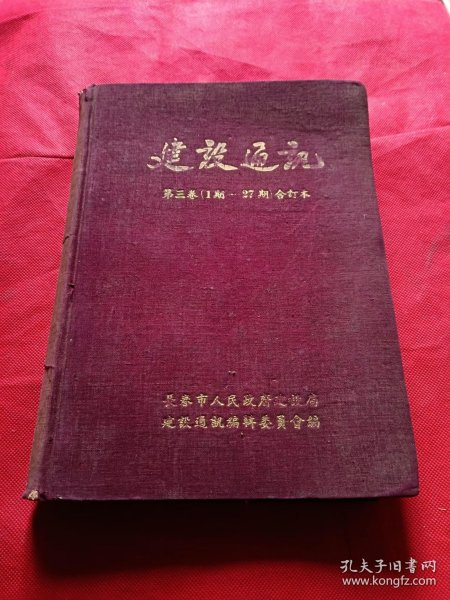 建設通訊
第三卷(1期-27期)合訂本
長春市人民政府建設局
建設通訊編輯委員會編
孔夫子旧书网
www.kongfz.com